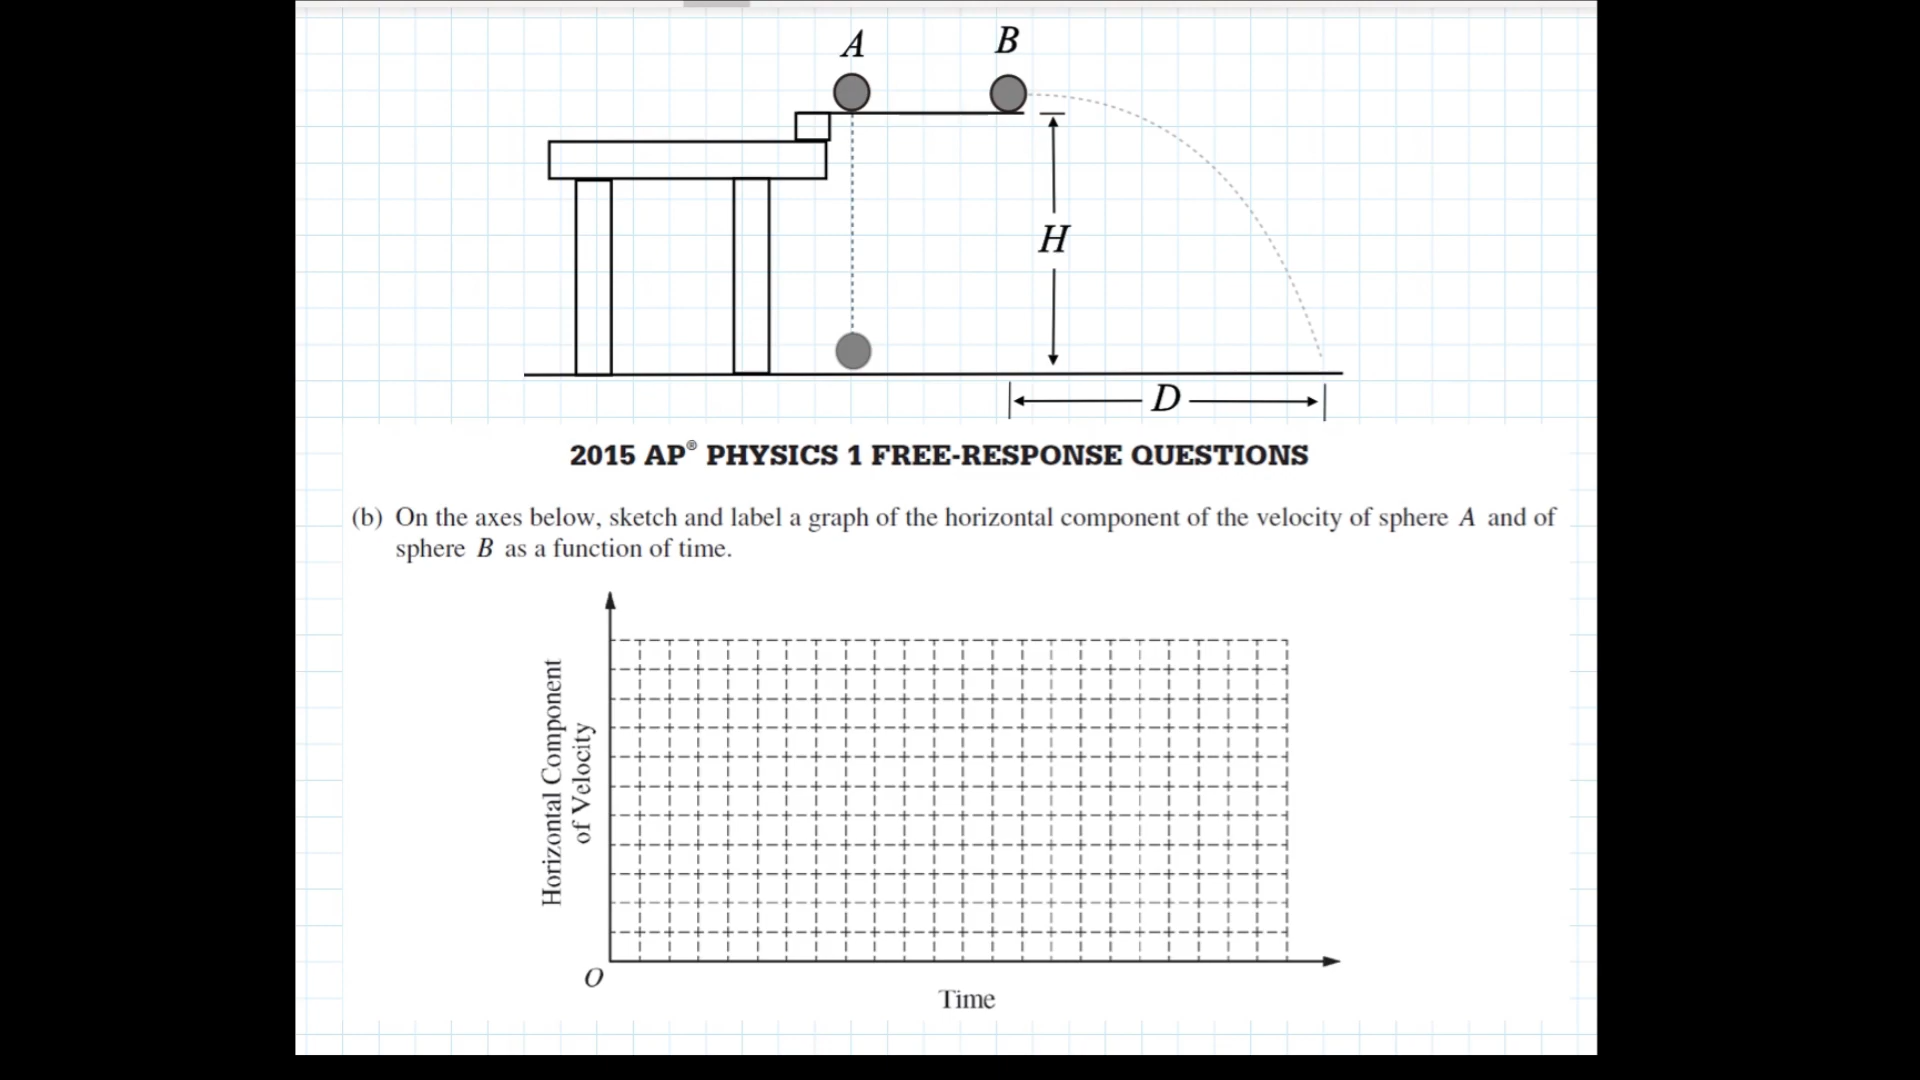 A B
H
D
2015 AP® PHYSICS 1 FREE-RESPONSE QUESTIONS
(b) On the axes below, sketch and label a graph of the horizontal component of the velocity of sphere A and of
sphere B as a function of time.
Horizontal Component
of Velocity
O
Time